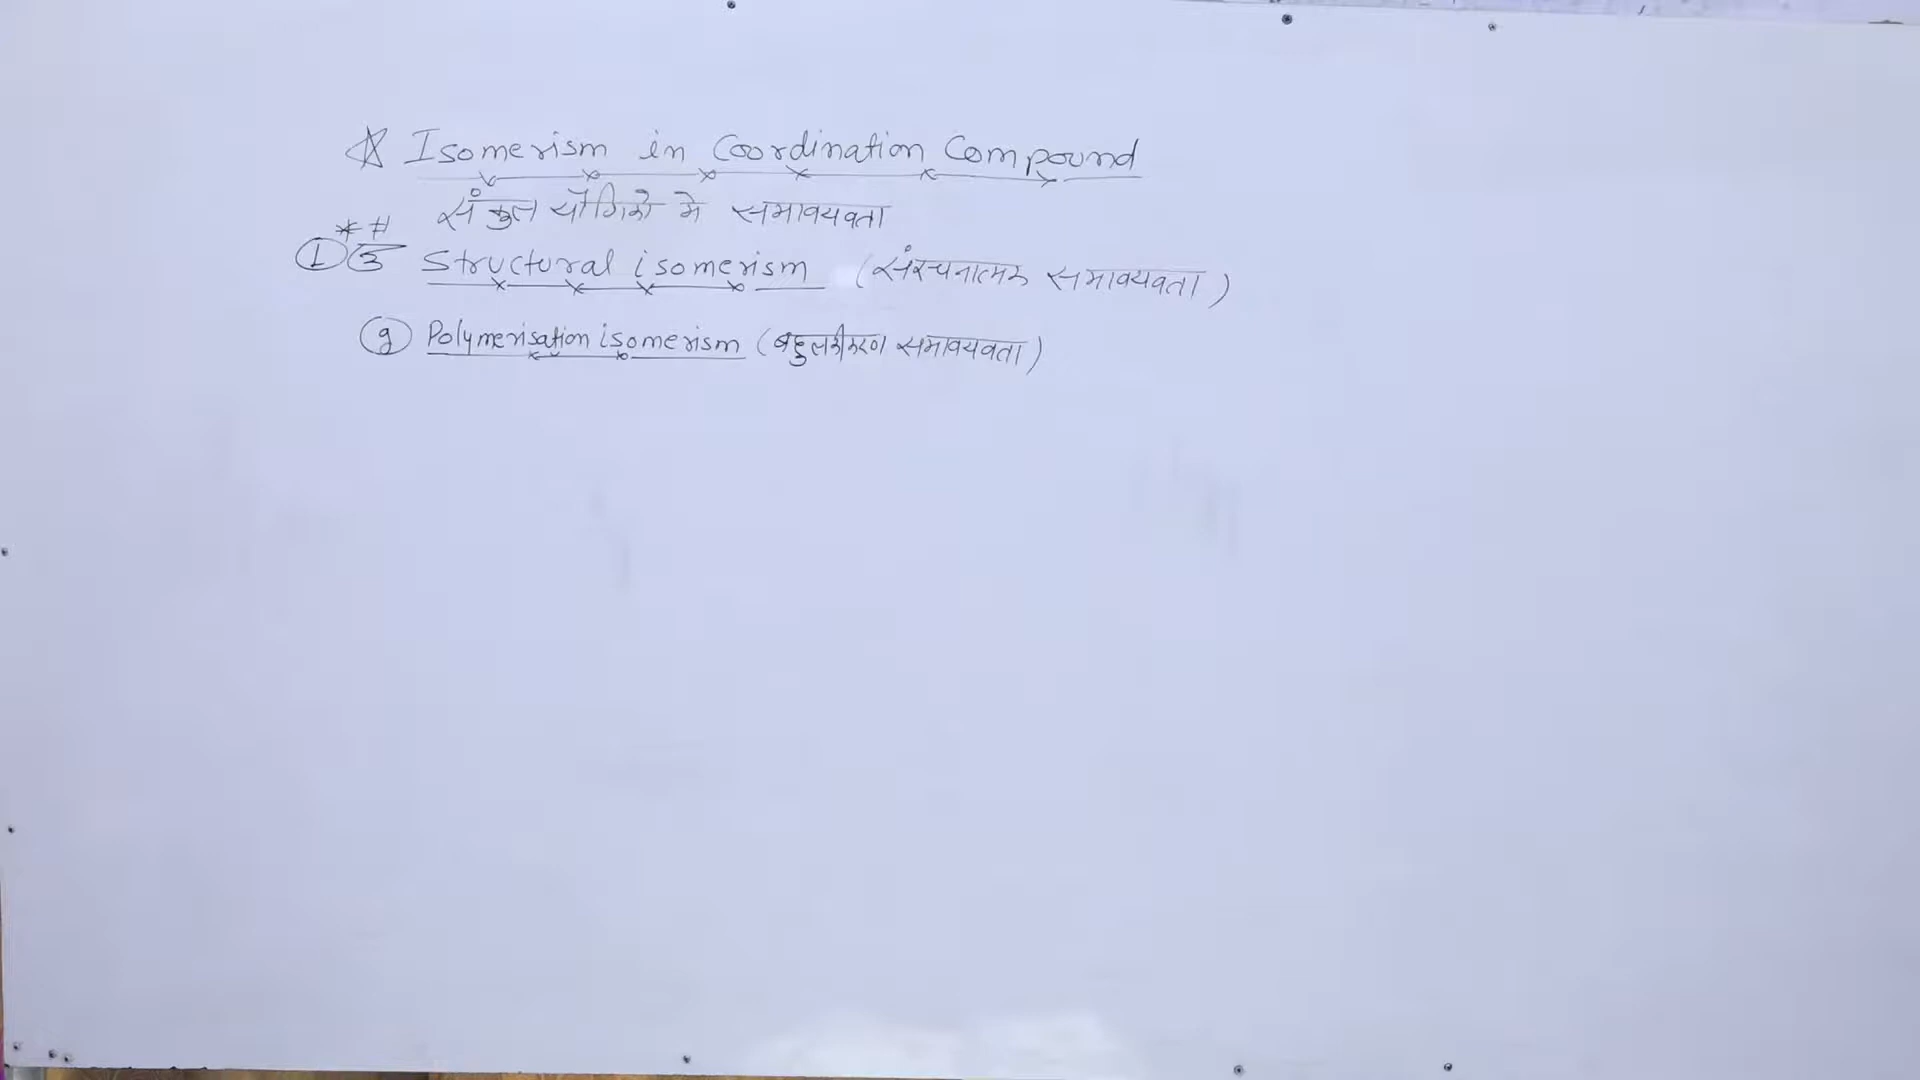 ☆ Isomerism in Coordination Compound
संकुल यौगिको मे समावयवता
* #
① Structural isomerism (संरचनात्मक समावयवता)
ⓖ Polymerisation isomerism (बहुलकीकरण समावयवता)